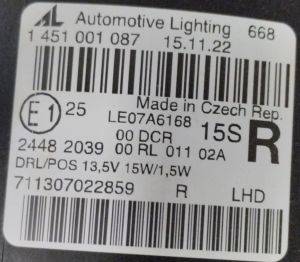 AL Automotive Lighting 668
1 451 001 087 15.11.22
Made in Czech Rep.
E1 25 LE07A6168 15S R
00 DCR
2448 2039 00 RL 011 02A
DRL/POS 13,5V 15W/1,5W
711307022859 R LHD